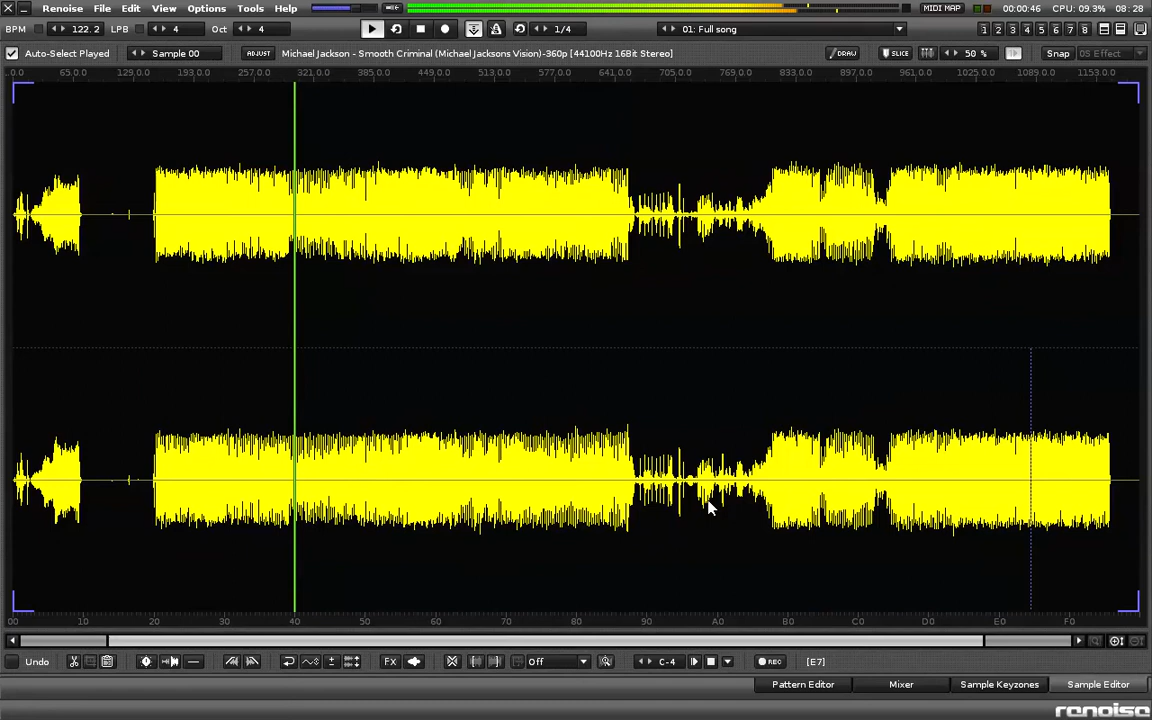 Renoise File Edit View Options Tools Help MIDI MAP 00:00:46 CPU: 09.3% 08:28
BPM 122.2 LPB 4 Oct 4 1/4 01: Full song 1 2 3 4 5 6 7 8
Auto-Select Played Sample 00 ADJUST Michael Jackson - Smooth Criminal (Michael Jacksons Vision)-360p [44100Hz 16Bit Stereo] DRAW SLICE 50 % Snap 0S Effect
..0.0 65.0 129.0 193.0 257.0 321.0 385.0 449.0 513.0 577.0 641.0 705.0 769.0 833.0 897.0 961.0 1025.0 1089.0 1153.0
00 10 20 30 40 50 60 70 80 90 A0 B0 C0 D0 E0 F0
Undo FX Off C-4 REC [E7]
Pattern Editor Mixer Sample Keyzones Sample Editor
renoise